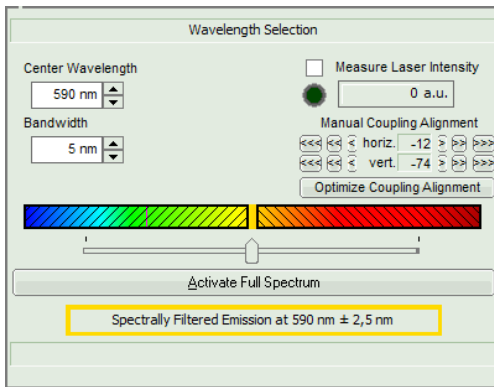 Wavelength Selection
Center Wavelength
590 nm
Bandwidth
5 nm
Measure Laser Intensity
0 a.u.
Manual Coupling Alignment
<<< << < horiz. -12 > >> >>>
<<< << < vert. -74 > >> >>>
Optimize Coupling Alignment
Activate Full Spectrum
Spectrally Filtered Emission at 590 nm ± 2,5 nm